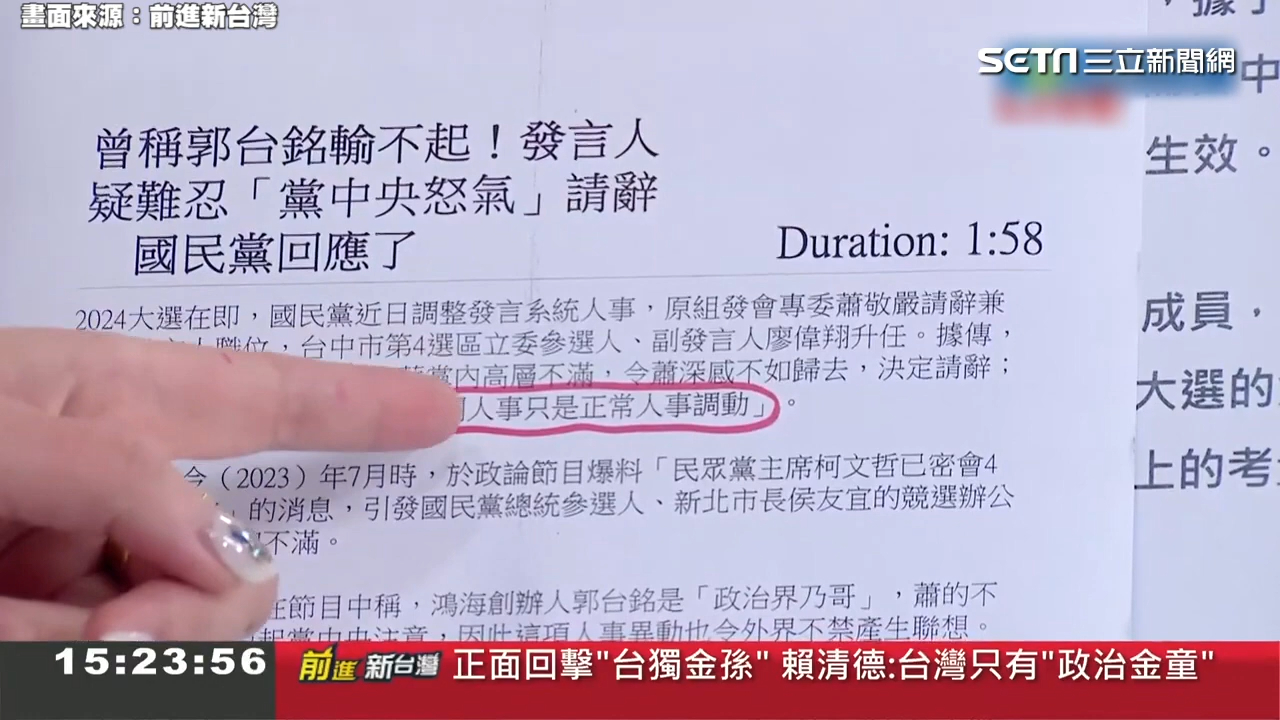 畫面來源：前進新台灣
SETN三立新聞網
曾稱郭台銘輸不起！發言人
疑難忍「黨中央怒氣」請辭
國民黨回應了
Duration: 1:58
2024大選在即，國民黨近日調整發言系統人事，原組發會專委蕭敬嚴請辭兼
職位，台中市第4選區立委參選人、副發言人廖偉翔升任。據傳，
黨內高層不滿，令蕭深感不如歸去，決定請辭；
人事只是正常人事調動」。
今（2023）年7月時，於政論節目爆料「民眾黨主席柯文哲已密會4
」的消息，引發國民黨總統參選人、新北市長侯友宜的競選辦公
不滿。
在節目中稱，鴻海創辦人郭台銘是「政治界乃哥」，蕭的不
起黨中央注意，因此這項人事異動也令外界不禁產生聯想。
，據
中
生效。
成員，
大選的
上的考
15:23:56
前進新台灣
正面回擊"台獨金孫" 賴清德:台灣只有"政治金童"